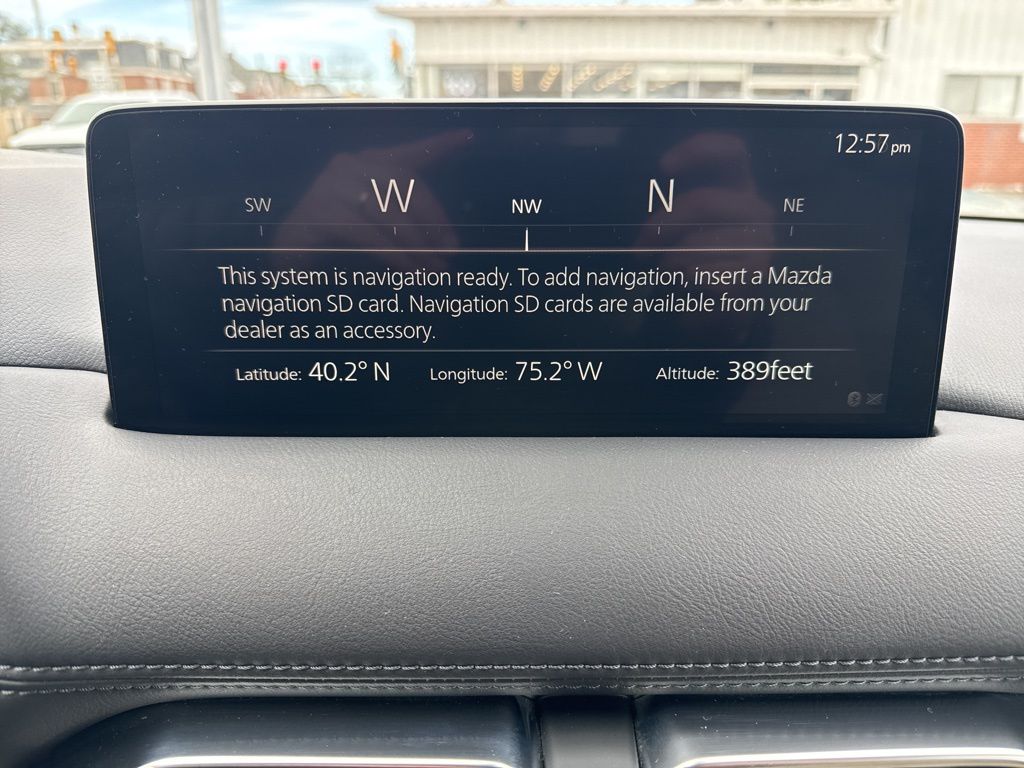 12:57pm
SW W NW N NE
This system is navigation ready. To add navigation, insert a Mazda
navigation SD card. Navigation SD cards are available from your
dealer as an accessory.
Latitude: 40.2° N Longitude: 75.2° W Altitude: 389feet